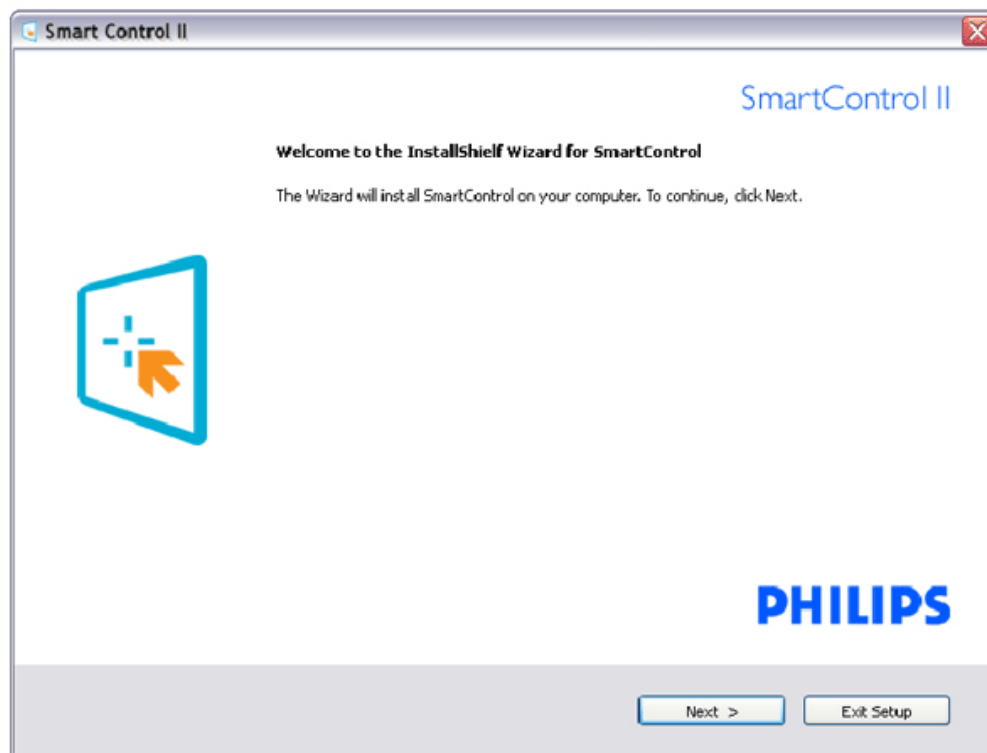 Smart Control II
SmartControl II
Welcome to the InstallShielf Wizard for SmartControl
The Wizard will install SmartControl on your computer. To continue, click Next.
PHILIPS
Next >
Exit Setup